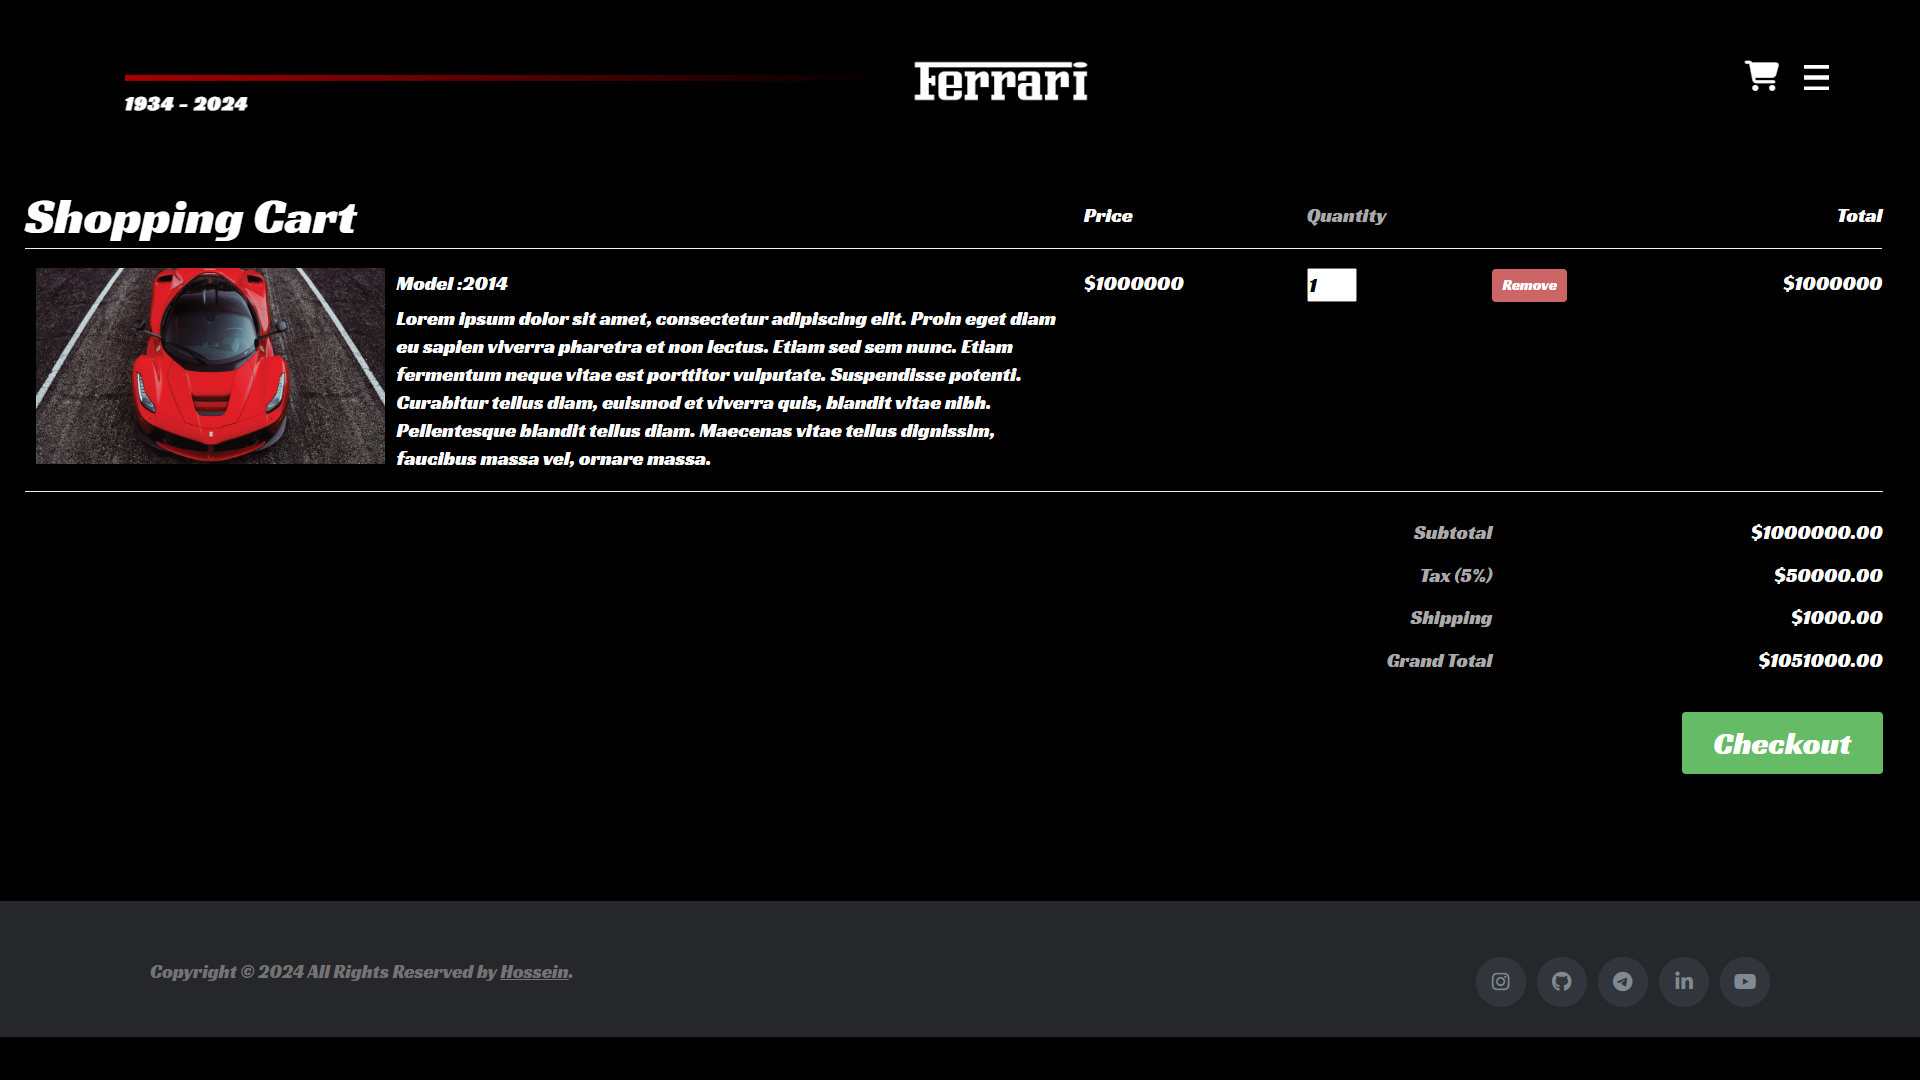 Ferrari
1934 - 2024
Shopping Cart
Price
Quantity
Total
Model :2014
$1000000
1
Remove
$1000000
Lorem ipsum dolor sit amet, consectetur adipiscing elit. Proin eget diam
eu sapien viverra pharetra et non lectus. Etiam sed sem nunc. Etiam
fermentum neque vitae est porttitor vulputate. Suspendisse potenti.
Curabitur tellus diam, euismod et viverra quis, blandit vitae nibh.
Pellentesque blandit tellus diam. Maecenas vitae tellus dignissim,
faucibus massa vel, ornare massa.
Subtotal
$1000000.00
Tax (5%)
$50000.00
Shipping
$1000.00
Grand Total
$1051000.00
Checkout
Copyright © 2024 All Rights Reserved by Hossein.
in